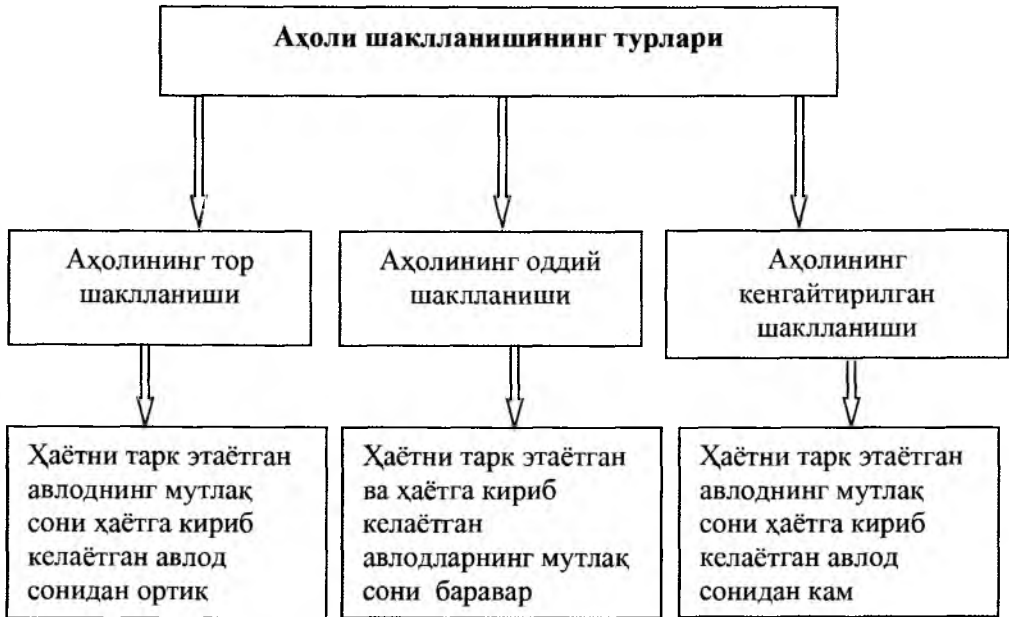 Аҳоли шаклланишининг турлари
Аҳолининг тор
шаклланиши
Аҳолининг оддий
шаклланиши
Аҳолининг
кенгайтирилган
шаклланиши
Ҳаётни тарк этаётган
авлоднинг мутлақ
сони ҳаётга кириб
келаётган авлод
сонидан ортиқ
Ҳаётни тарк этаётган
ва ҳаётга кириб
келаётган
авлодларнинг мутлақ
сони баравар
Ҳаётни тарк этаётган
авлоднинг мутлақ
сони ҳаётга кириб
келаётган авлод
сонидан кам